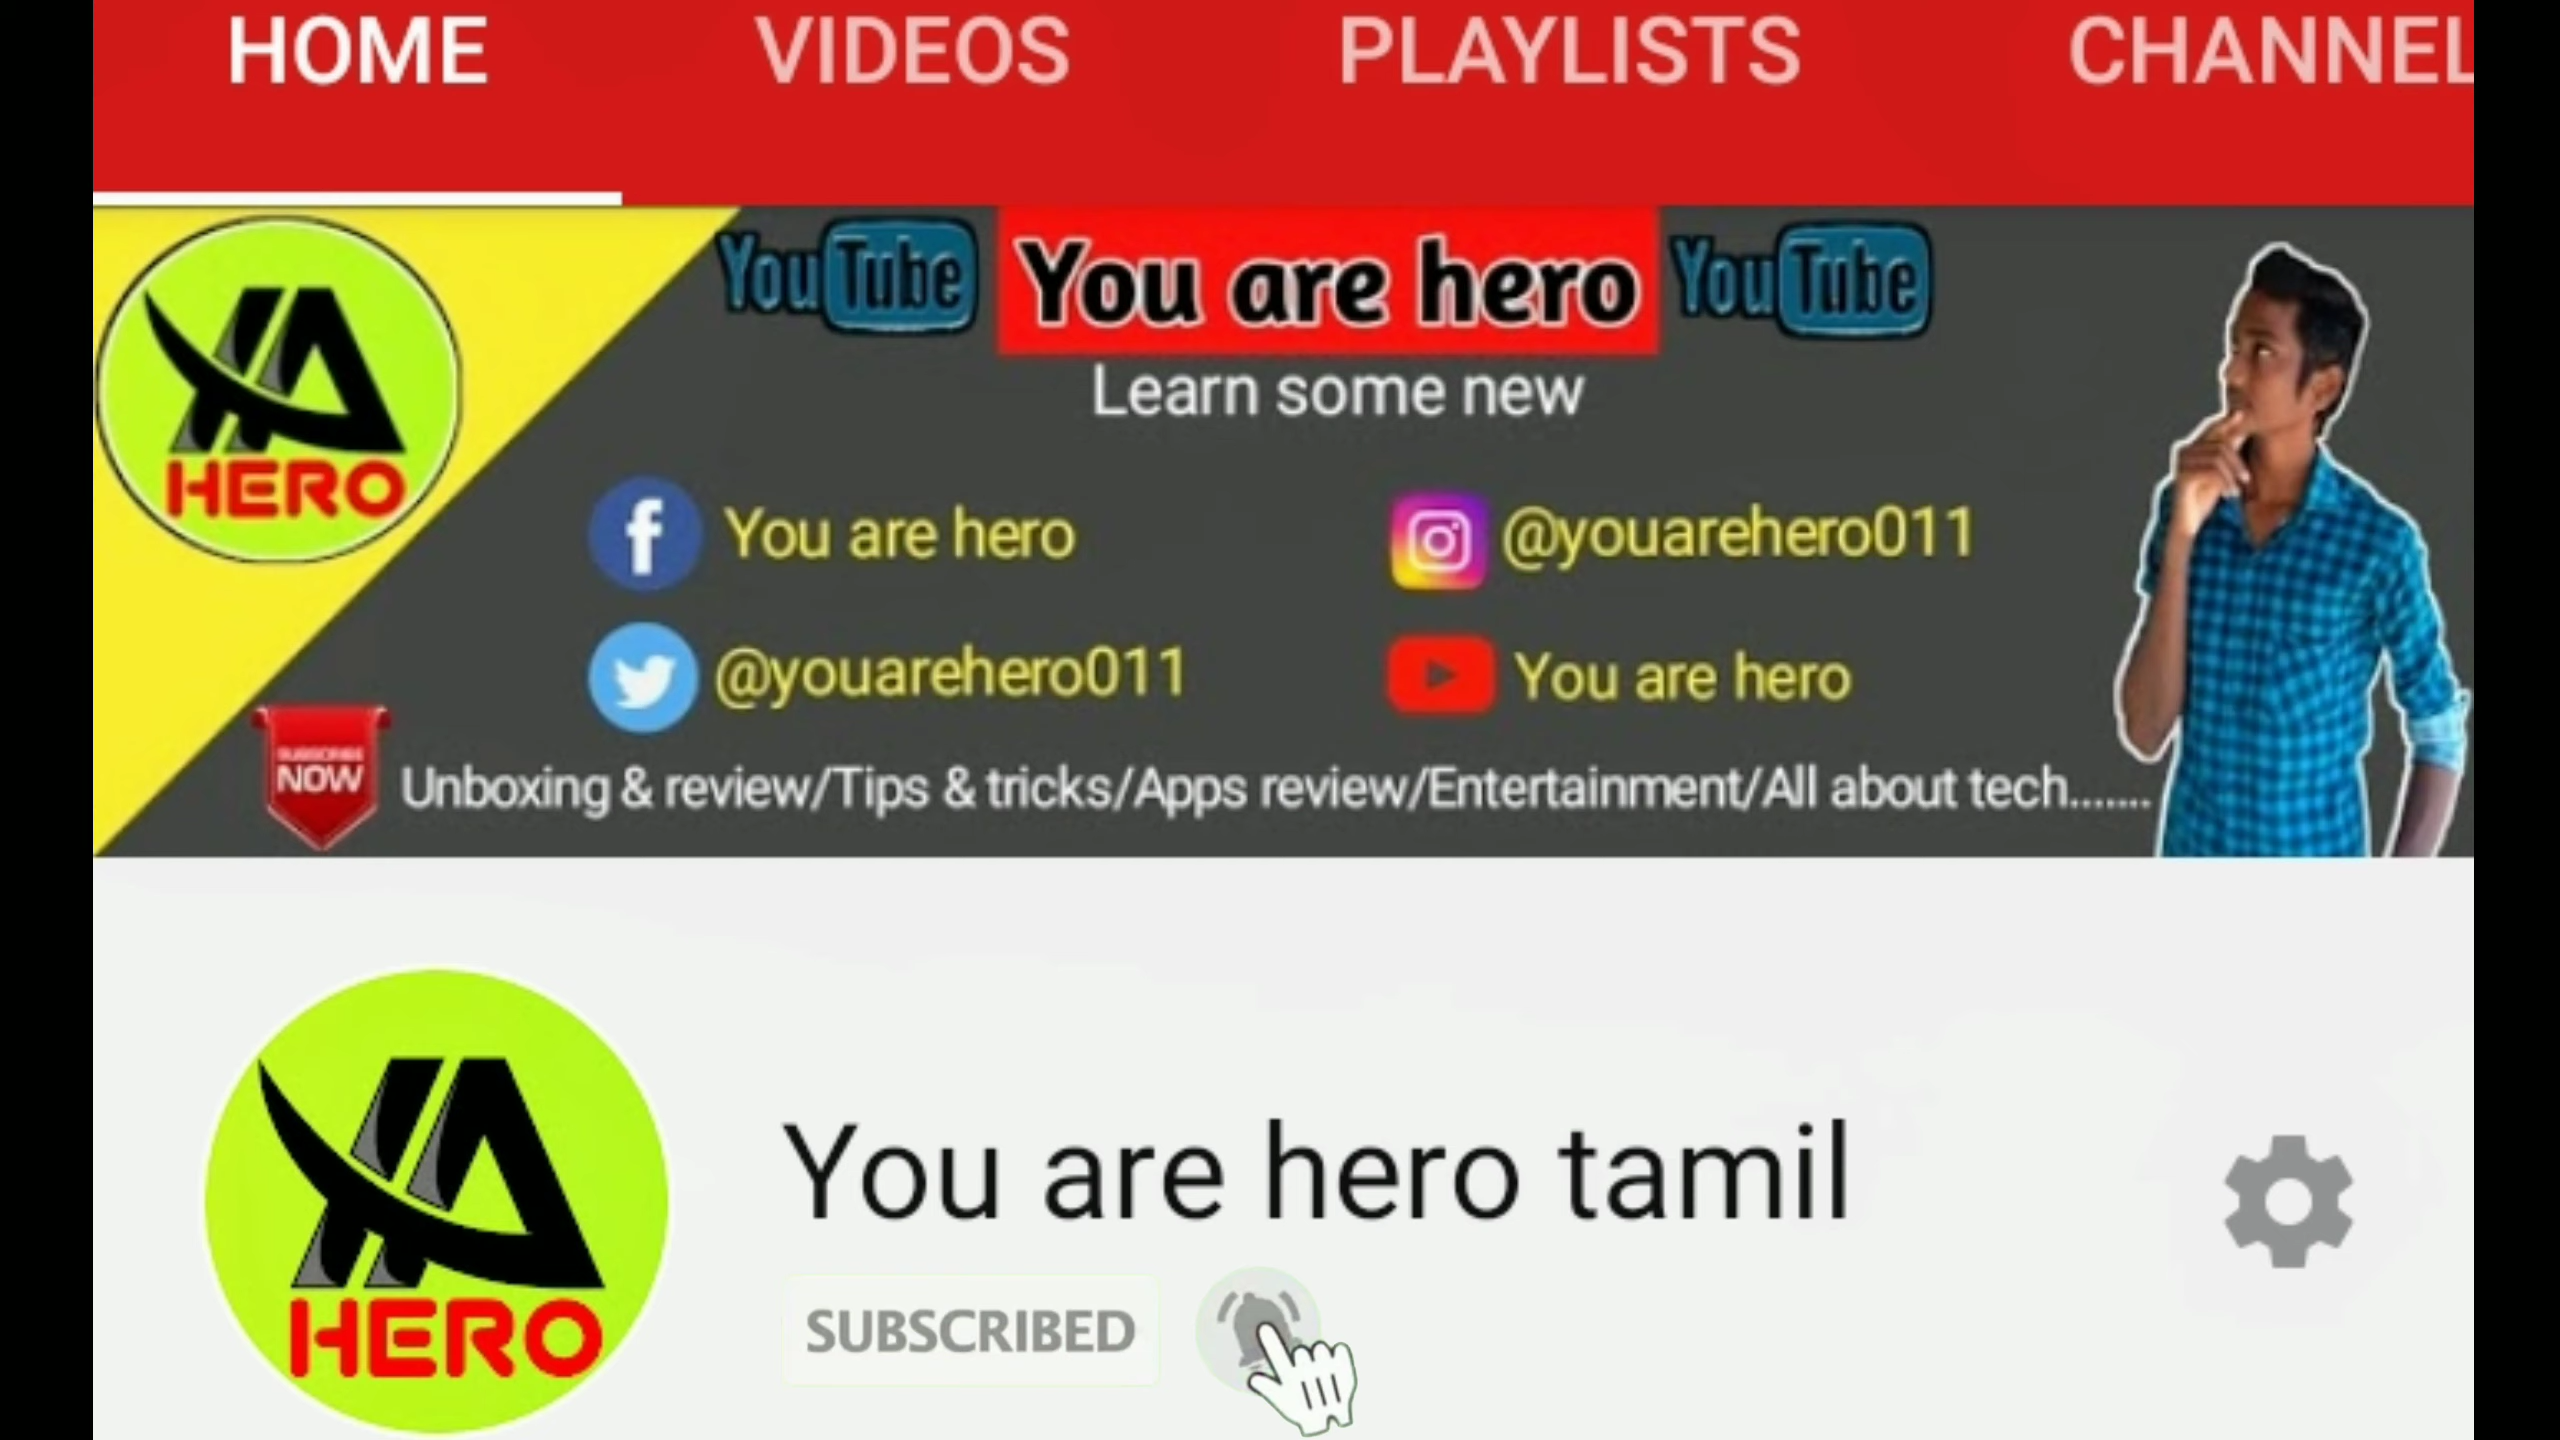 HOME VIDEOS PLAYLISTS CHANNEL
YouTube You are hero YouTube
Learn some new
HERO
f You are hero @youarehero011
@youarehero011 You are hero
SUBSCRIBE
NOW
Unboxing & review/Tips & tricks/Apps review/Entertainment/All about tech.......
You are hero tamil
HERO
SUBSCRIBED